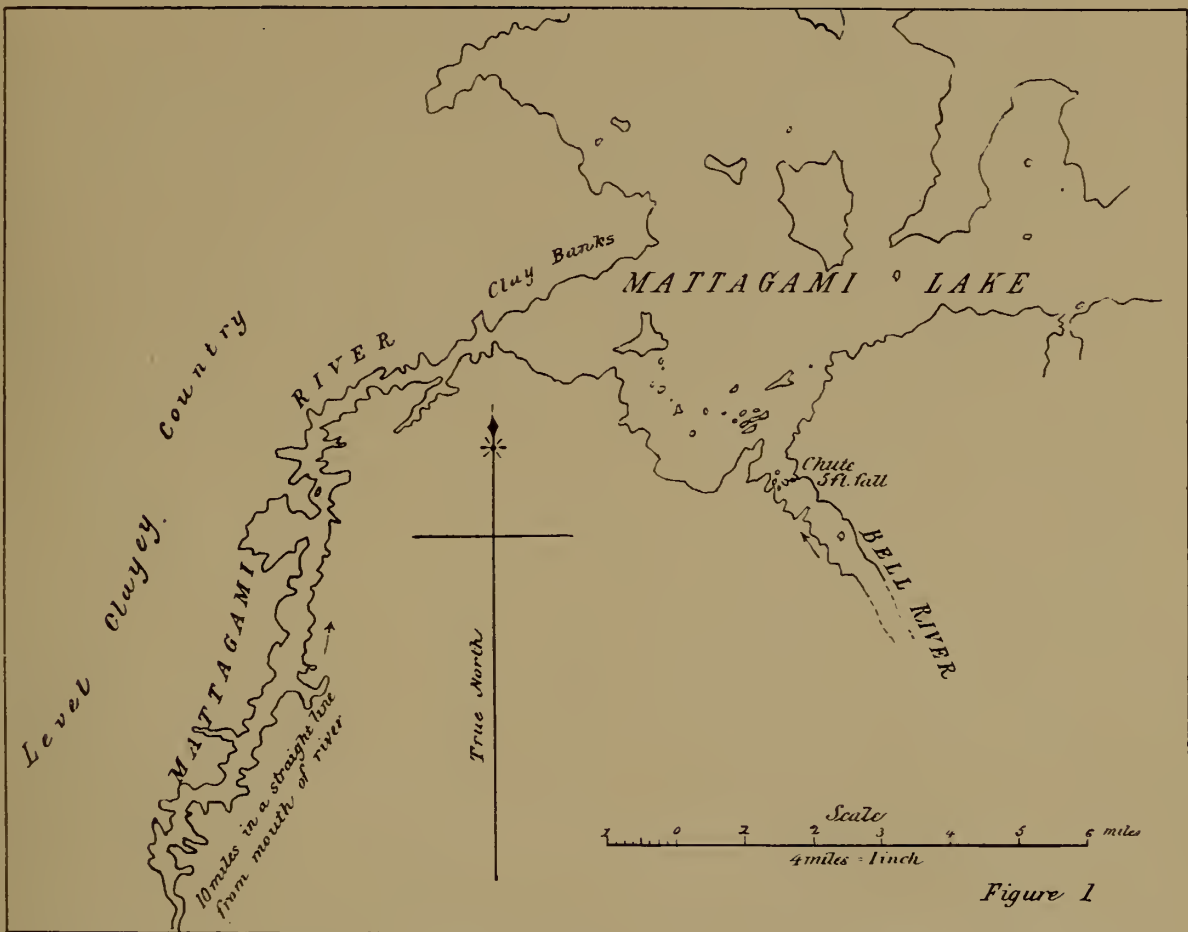 Clay Banks
MATTAGAMI LAKE
Level Clayey Country
MATTAGAMI RIVER
Chute
5ft. fall
BELL RIVER
True North
10 miles in a straight line
from mouth of river
Scale
1 0 1 2 3 4 5 6 miles
4 miles = 1 inch
Figure 1